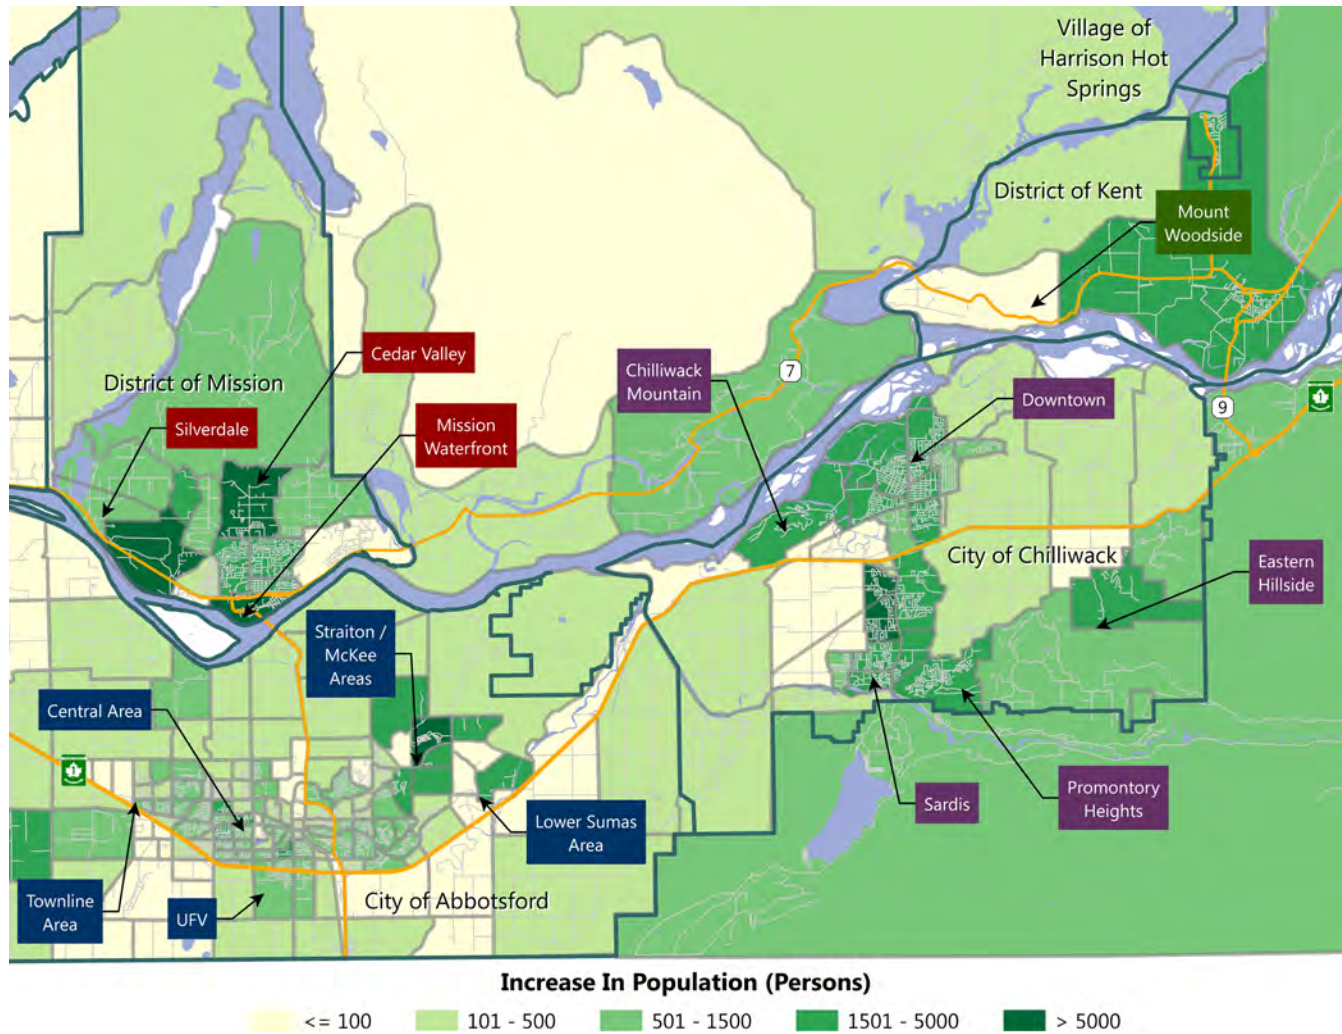 Village of
Harrison Hot
Springs
District of Kent
Mount
Woodside
Cedar Valley
District of Mission
Silverdale
Mission
Waterfront
Chilliwack
Mountain
7
Downtown
9
1
City of Chilliwack
Eastern
Hillside
Straiton /
McKee
Areas
Central Area
1
Sardis
Promontory
Heights
Lower Sumas
Area
Townline
Area
UFV
City of Abbotsford
Increase In Population (Persons)
<= 100
101 - 500
501 - 1500
1501 - 5000
> 5000